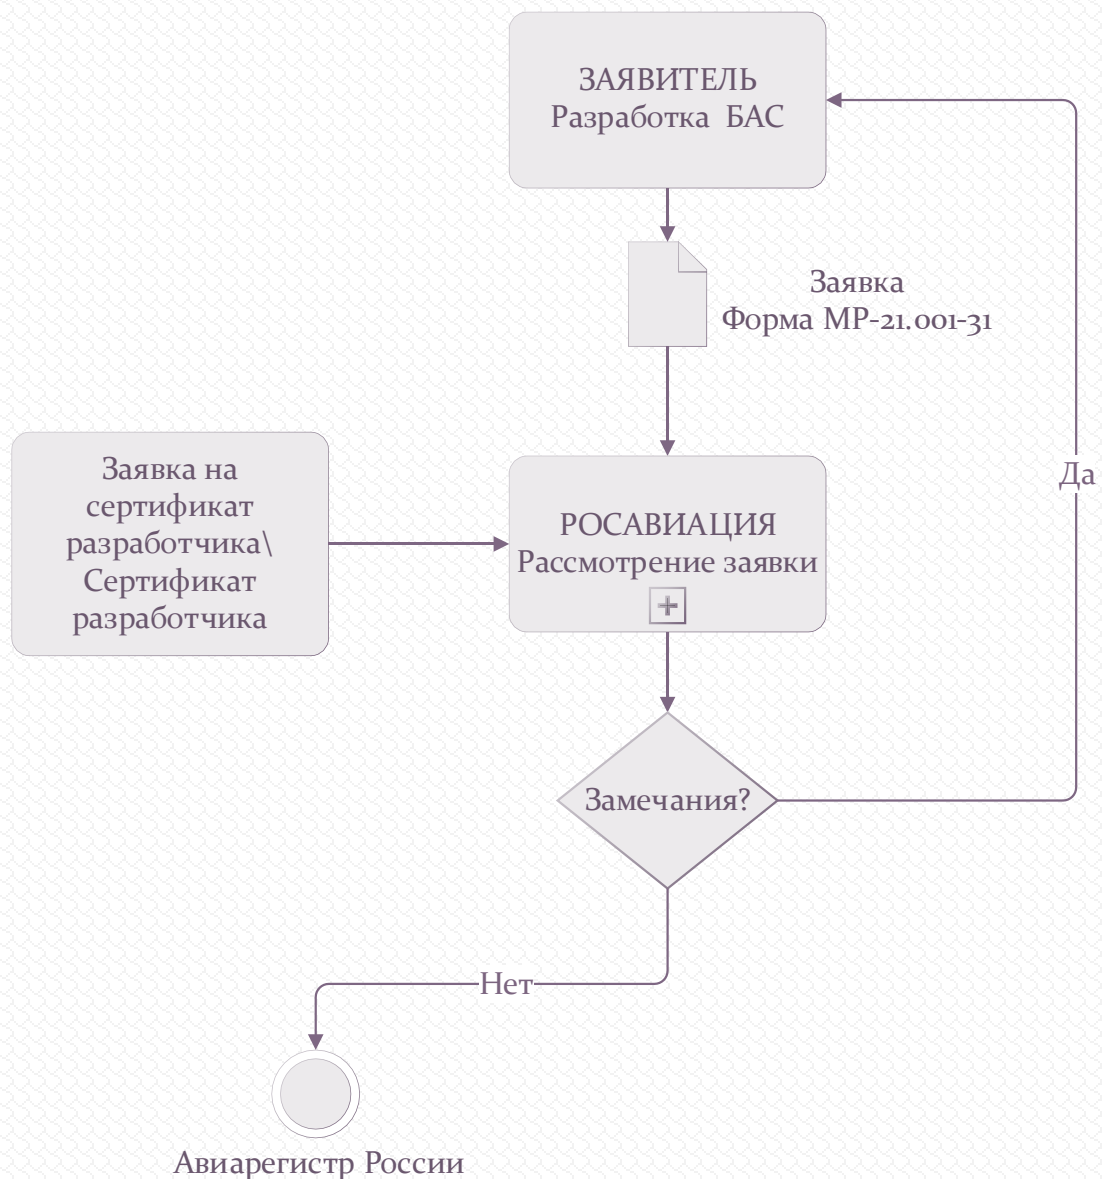 ЗАЯВИТЕЛЬ
Разработка БАС
Заявка
Форма МР-21.001-31
Заявка на
сертификат
разработчика\
Сертификат
разработчика
РОСАВИАЦИЯ
Рассмотрение заявки
Да
Замечания?
Нет
Авиарегистр России